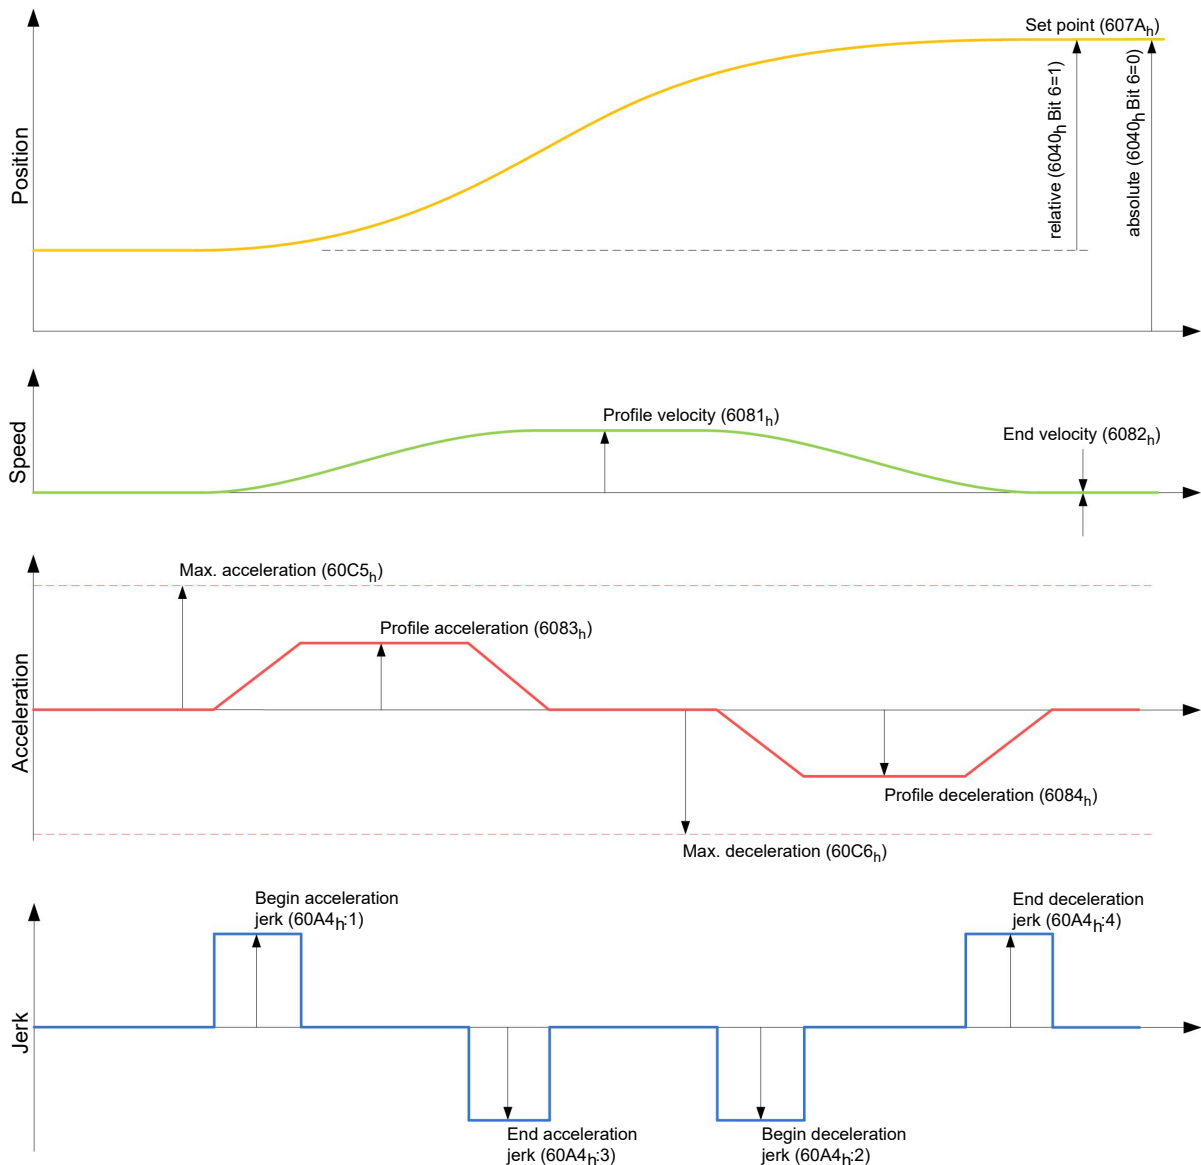 Set point (607Ah)
Position
relative (6040h Bit 6=1)
absolute (6040h Bit 6=0)
Speed
Profile velocity (6081h)
End velocity (6082h)
Acceleration
Max. acceleration (60C5h)
Profile acceleration (6083h)
Profile deceleration (6084h)
Max. deceleration (60C6h)
Jerk
Begin acceleration
jerk (60A4h:1)
End deceleration
jerk (60A4h:4)
End acceleration
jerk (60A4h:3)
Begin deceleration
jerk (60A4h:2)